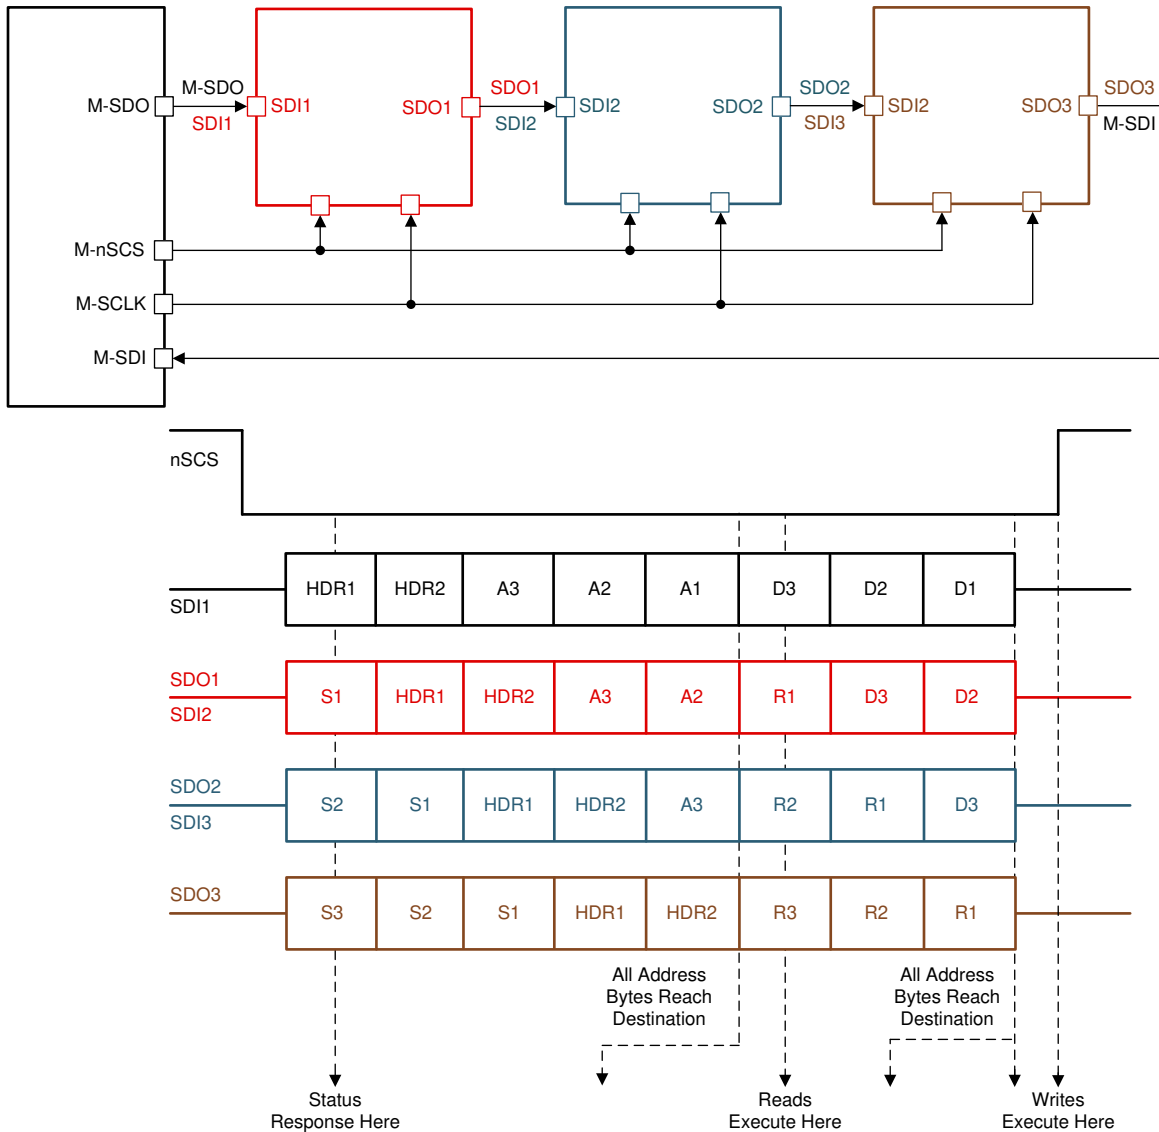 M-SDO
M-SDO
SDI1
SDI1
SDO1
SDO1
SDI2
SDI2
SDO2
SDO2
SDI3
SDI2
SDO3
SDO3
M-SDI
M-nSCS
M-SCLK
M-SDI
nSCS
SDI1
HDR1 HDR2 A3 A2 A1 D3 D2 D1
SDO1
SDI2
S1 HDR1 HDR2 A3 A2 R1 D3 D2
SDO2
SDI3
S2 S1 HDR1 HDR2 A3 R2 R1 D3
SDO3
S3 S2 S1 HDR1 HDR2 R3 R2 R1
All Address
Bytes Reach
Destination
All Address
Bytes Reach
Destination
Status
Response Here
Reads
Execute Here
Writes
Execute Here